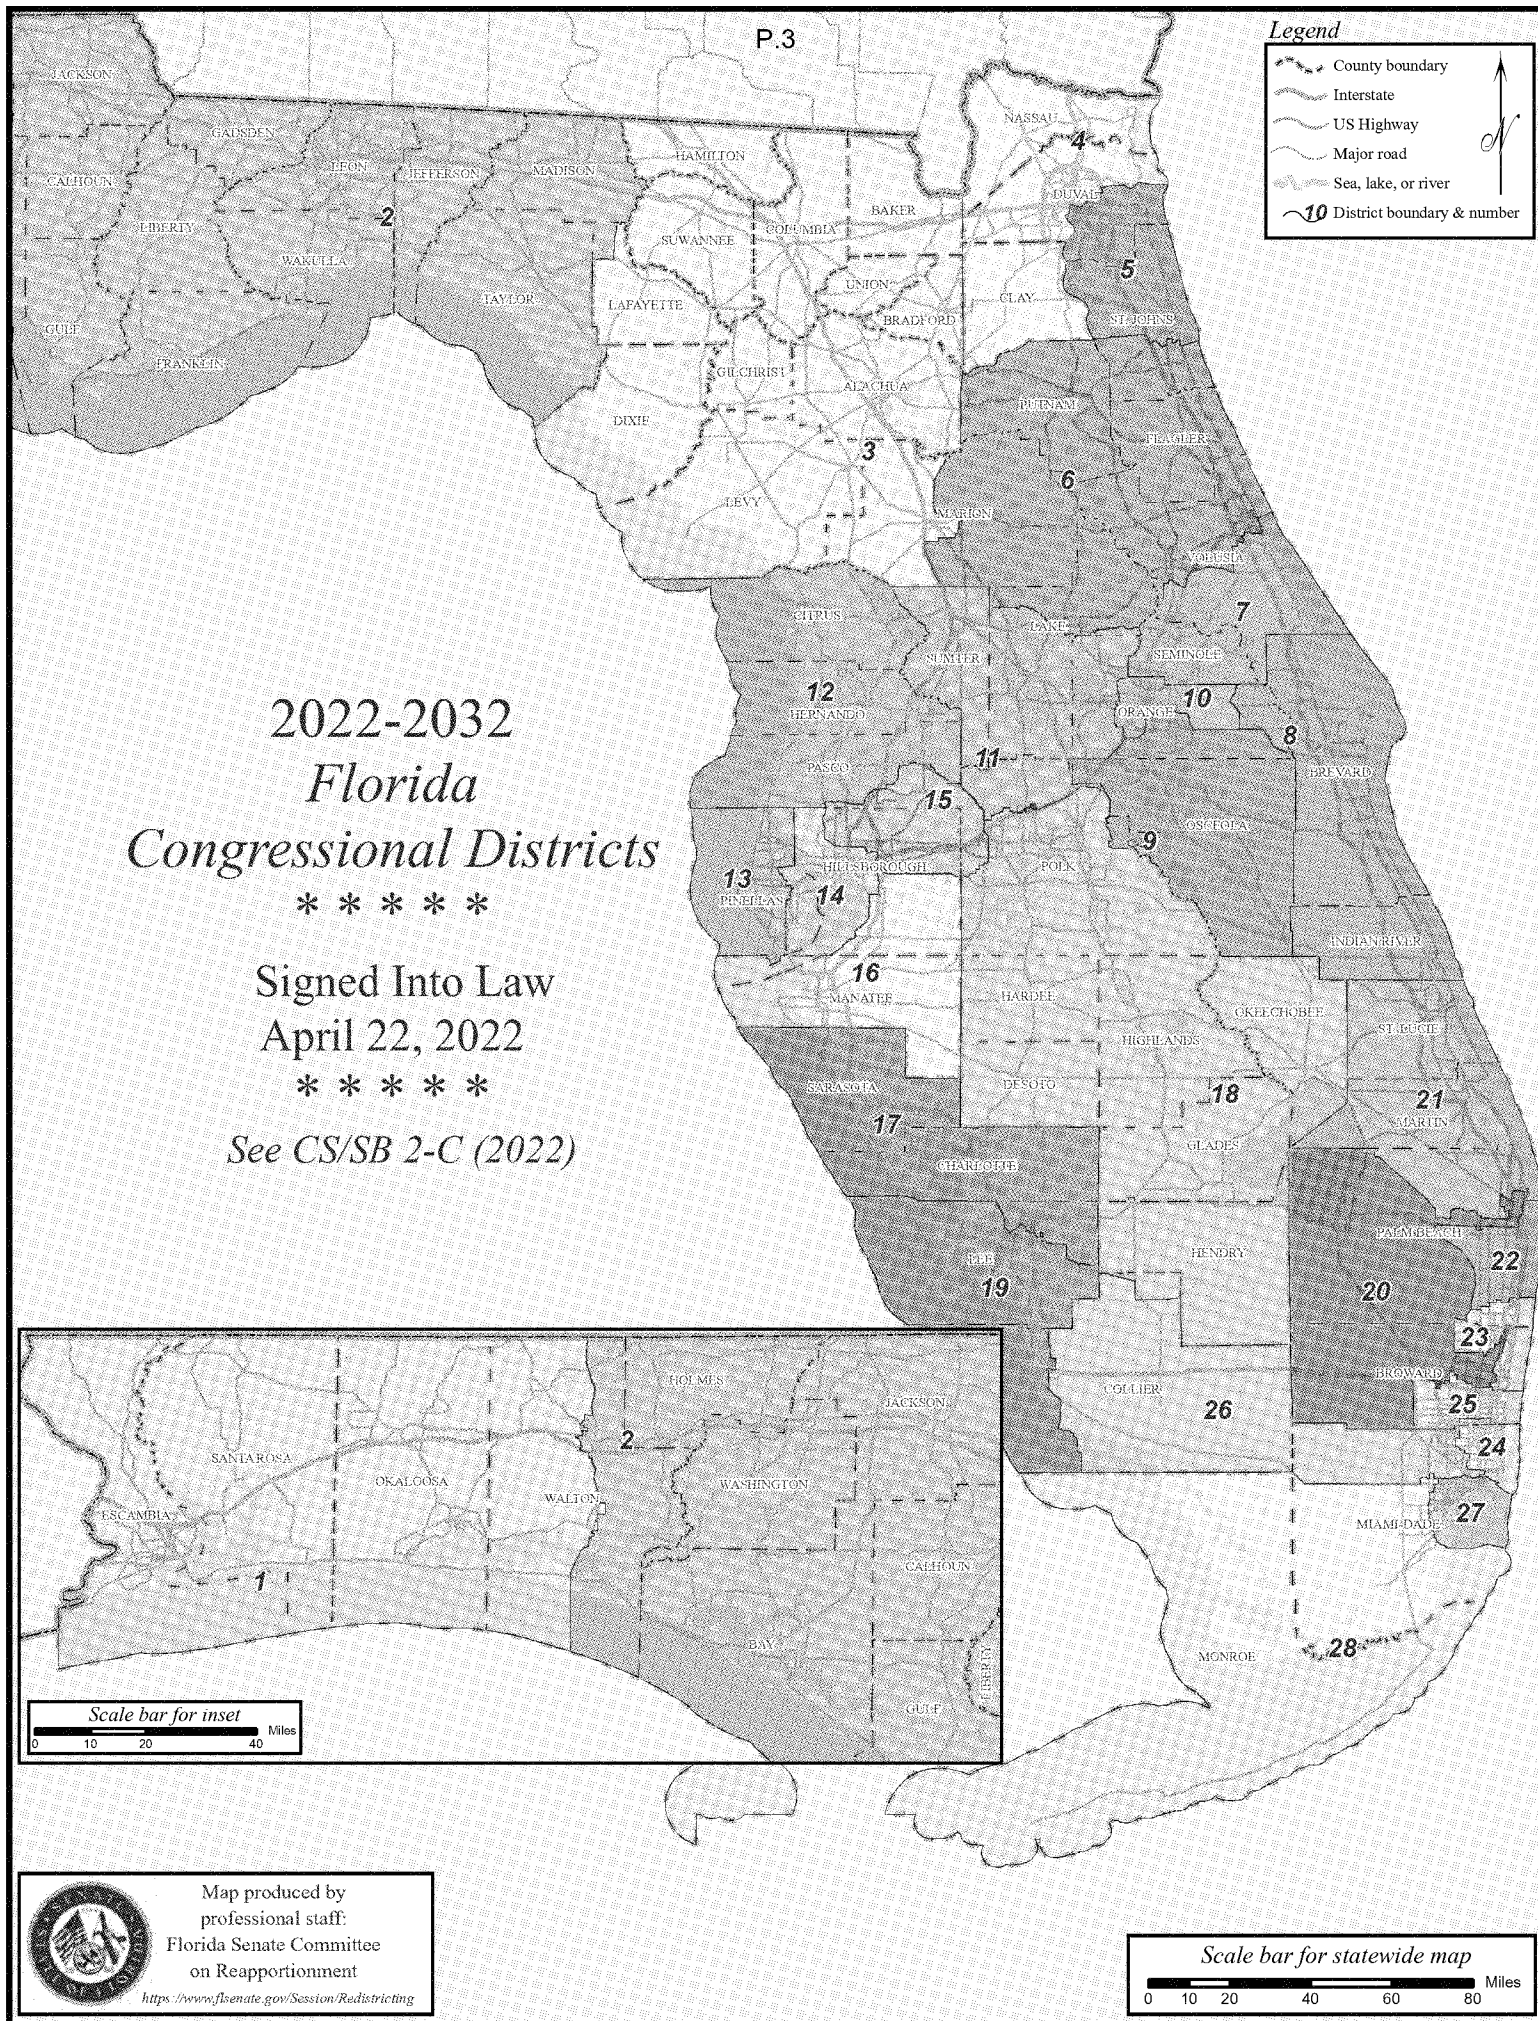 P.3
Legend
County boundary
Interstate
US Highway
Major road
Sea, lake, or river
10 District boundary & number
N
JACKSON
GADSDEN
LEON
JEFFERSON
MADISON
HAMILTON
NASSAU
4
CALHOUN
LIBERTY
2
WAKULLA
SUWANNEE
COLUMBIA
BAKER
DUVAL
TAYLOR
LAFAYETTE
UNION
BRADFORD
CLAY
5
ST. JOHNS
GULF
FRANKLIN
GILCHRIST
ALACHUA
DIXIE
PUTNAM
FLAGLER
3
6
LEVY
MARION
VOLUSIA
CITRUS
LAKE
7
SUMTER
SEMINOLE
12
HERNANDO
10
ORANGE
8
PASCO
11
BREVARD
15
OSCEOLA
9
HILLSBOROUGH
POLK
13
PINELLAS
14
INDIAN RIVER
16
MANATEE
HARDEE
OKEECHOBEE
ST. LUCIE
HIGHLANDS
SARASOTA
DESOTO
18
21
MARTIN
17
GLADES
CHARLOTTE
PALM BEACH
LEE
HENDRY
22
19
20
23
BROWARD
COLLIER
26
25
24
27
MIAMI-DADE
28
MONROE
2022-2032
Florida
Congressional Districts
* * * * *
Signed Into Law
April 22, 2022
* * * * *
See CS/SB 2-C (2022)
HOLMES
JACKSON
2
SANTA ROSA
OKALOOSA
WASHINGTON
WALTON
ESCAMBIA
1
CALHOUN
BAY
LIBERTY
GULF
Scale bar for inset
Miles
0 10 20 40
Map produced by
professional staff:
Florida Senate Committee
on Reapportionment
https://www.flsenate.gov/Session/Redistricting
Scale bar for statewide map
Miles
0 10 20 40 60 80